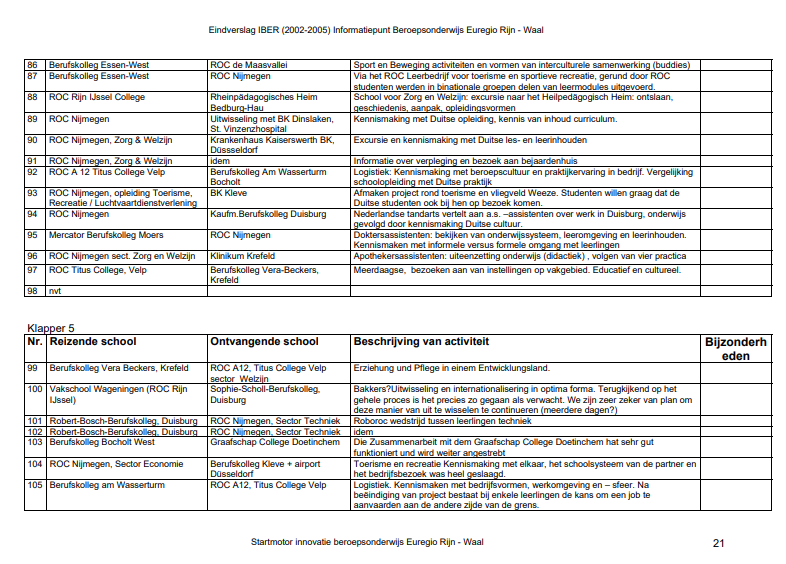 Eindverslag IBER (2002-2005) Informatiepunt Beroepsonderwijs Euregio Rijn - Waal
86 Berufskolleg Essen-West ROC de Maasvallei Sport en Beweging activiteiten en vormen van interculturele samenwerking (buddies)
87 Berufskolleg Essen-West ROC Nijmegen Via het ROC Leerbedrijf voor toerisme en sportieve recreatie, gerund door ROC
studenten werden in binationale groepen delen van leermodules uitgevoerd.
88 ROC Rijn IJssel College Rheinpädagogisches Heim School voor Zorg en Welzijn: excursie naar het Heilpedägogisch Heim: ontslaan,
Bedburg-Hau geschiedenis, aanpak, opleidingsvormen
89 ROC Nijmegen Uitwisseling met BK Dinslaken, Kennismaking met Duitse opleiding, kennis van inhoud curriculum.
St. Vinzenzhospital
90 ROC Nijmegen, Zorg & Welzijn Krankenhaus Kaiserswerth BK, Excursie en kennismaking met Duitse les- en leerinhouden
Düssseldorf
91 ROC Nijmegen, Zorg & Welzijn idem Informatie over verpleging en bezoek aan bejaardenhuis
92 ROC A 12 Titus College Velp Berufskolleg Am Wasserturm Logistiek: Kennismaking met beroepscultuur en praktijkervaring in bedrijf. Vergelijking
Bocholt schoolopleiding met Duitse praktijk
93 ROC Nijmegen, opleiding Toerisme, BK Kleve Afmaken project rond toerisme en vliegveld Weeze. Studenten willen graag dat de
Recreatie / Luchtvaartdienstverlening Duitse studenten ook bij hen op bezoek komen.
94 ROC Nijmegen Kaufm.Berufskolleg Duisburg Nederlandse tandarts vertelt aan a.s. –assistenten over werk in Duisburg, onderwijs
gevolgd door kennismaking Duitse cultuur.
95 Mercator Berufskolleg Moers ROC Nijmegen Doktersassistenten: bekijken van onderwijssysteem, leeromgeving en leerinhouden.
Kennismaken met informele versus formele omgang met leerlingen
96 ROC Nijmegen sect. Zorg en Welzijn Klinikum Krefeld Apothekersassistenten: uiteenzetting onderwijs (didactiek) , volgen van vier practica
97 ROC Titus College, Velp Berufskolleg Vera-Beckers, Meerdaagse, bezoeken aan van instellingen op vakgebied. Educatief en cultureel.
Krefeld
98 nvt
Klapper 5
Nr. Reizende school Ontvangende school Beschrijving van activiteit Bijzonderh
eden
99 Berufskolleg Vera Beckers, Krefeld ROC A12, Titus College Velp Erziehung und Pflege in einem Entwicklungsland.
sector Welzijn
100 Vakschool Wageningen (ROC Rijn Sophie-Scholl-Berufskolleg, Bakkers?Uitwisseling en internationalisering in optima forma. Terugkijkend op het
IJssel) Duisburg gehele proces is het precies zo gegaan als verwacht. We zijn zeer zeker van plan om
deze manier van uit te wisselen te continueren (meerdere dagen?)
101 Robert-Bosch-Berufskolleg, Duisburg ROC Nijmegen, Sector Techniek Roboroc wedstrijd tussen leerlingen techniek
102 Robert-Bosch-Berufskolleg, Duisburg ROC Nijmegen, Sector Techniek idem
103 Berufskolleg Bocholt West Graafschap College Doetinchem Die Zusammenarbeit mit dem Graafschap College Doetinchem hat sehr gut
funktioniert und wird weiter angestrebt
104 ROC Nijmegen, Sector Economie Berufskolleg Kleve + airport Toerisme en recreatie Kennismaking met elkaar, het schoolsysteem van de partner en
Düsseldorf het bedrijfsbezoek was heel geslaagd.
105 Berufskolleg am Wasserturm ROC A12, Titus College Velp Logistiek. Kennismaken met bedrijfsvormen, werkomgeving en – sfeer. Na
beëindiging van project bestaat bij enkele leerlingen de kans om een job te
aanvaarden aan de andere zijde van de grens.
Startmotor innovatie beroepsonderwijs Euregio Rijn - Waal
21